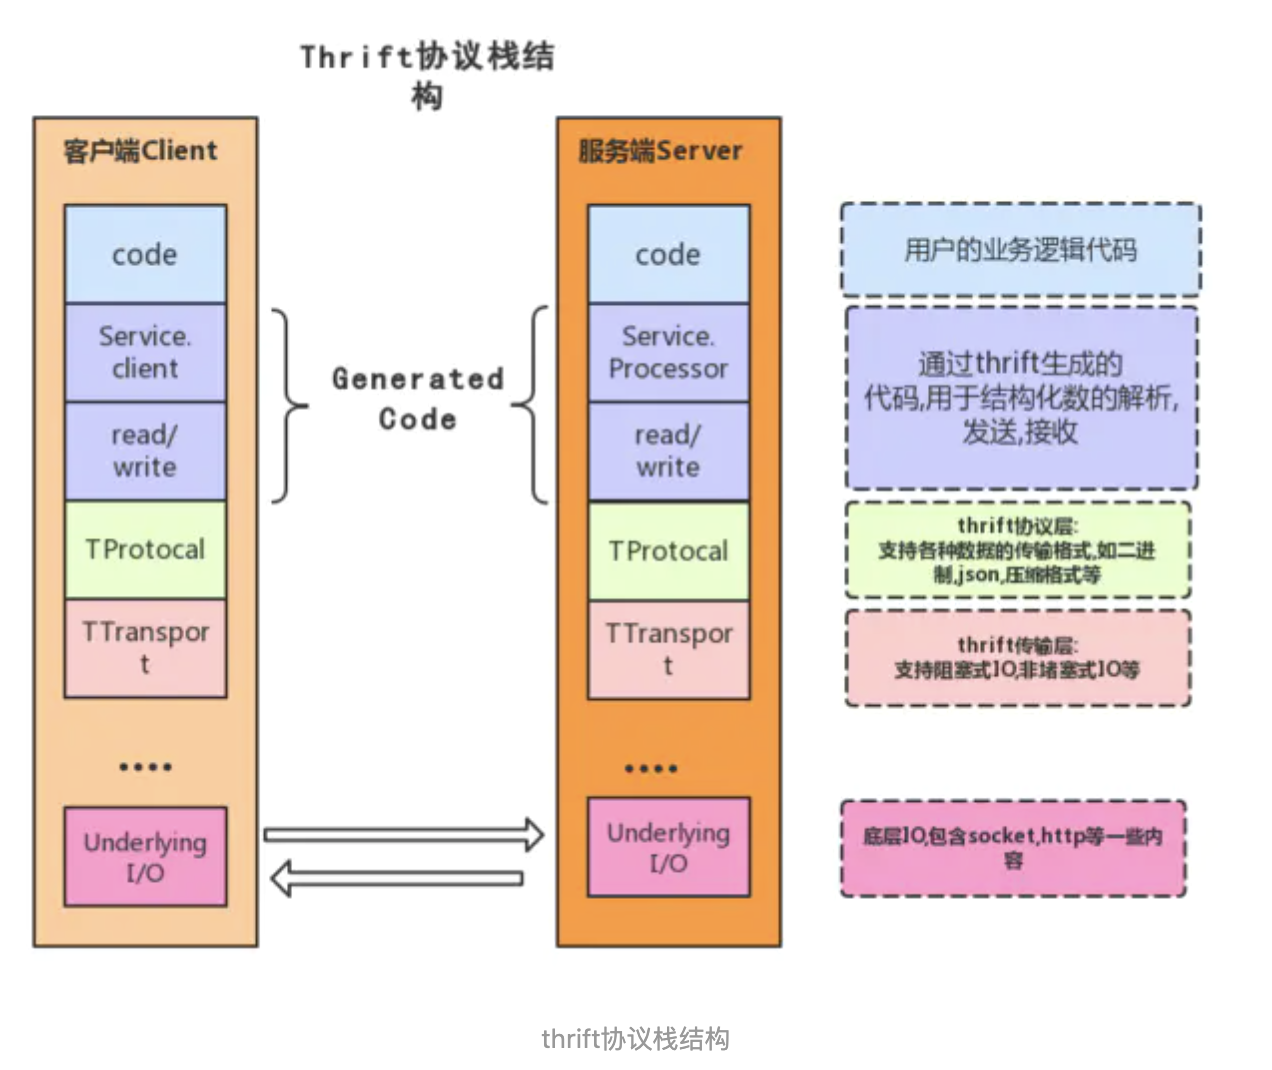 Thrift协议栈结
构
客户端Client
code
Service.
client
read/
write
TProtocal
TTranspor
t
••••
Underlying
I/O
Generated
Code
服务端Server
code
Service.
Processor
read/
write
TProtocal
TTranspor
t
••••
Underlying
I/O
用户的业务逻辑代码
通过thrift生成的
代码,用于结构化数的解析,
发送,接收
thrift协议层:
支持各种数据的传输格式,如二进
制,json,压缩格式等
thrift传输层:
支持阻塞式IO,非堵塞式IO等
底层IO,包含socket,http等一些内
容
thrift协议栈结构